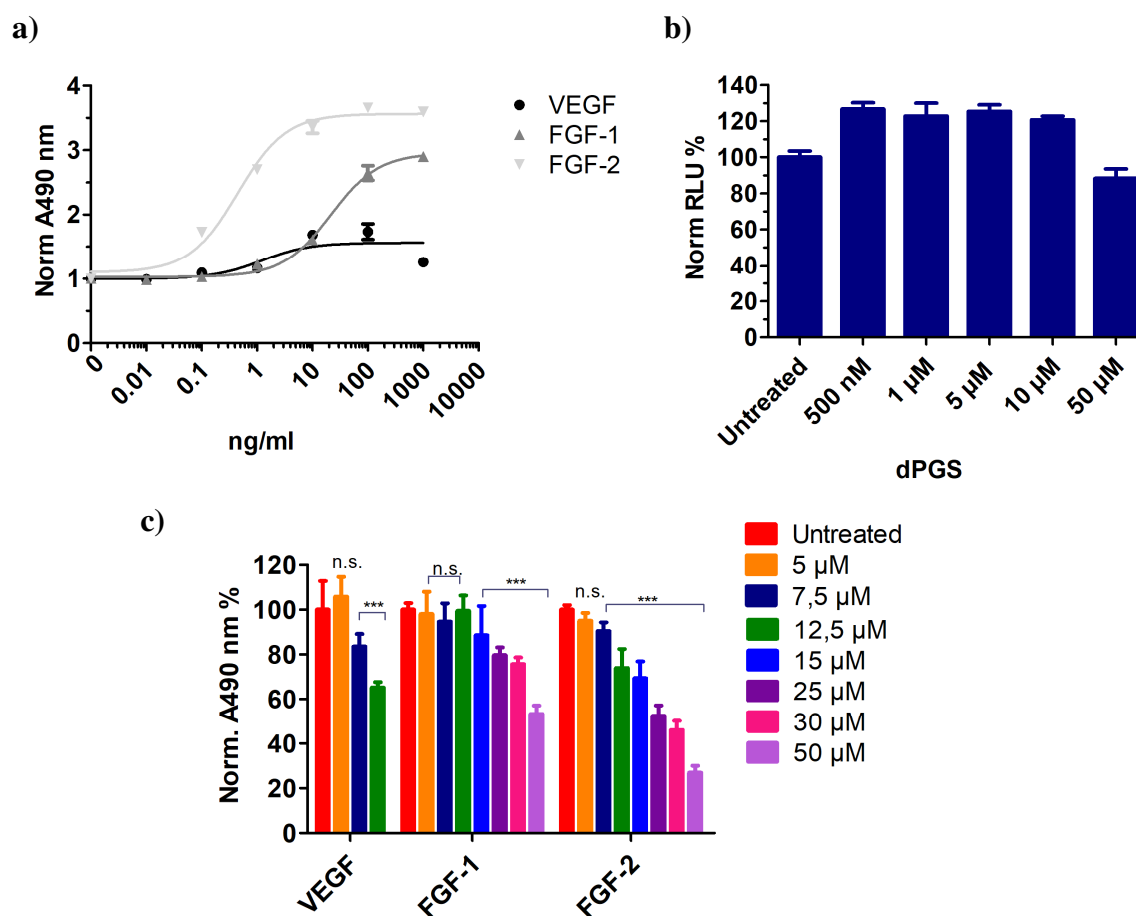 a)
4
3
2
1
0
Norm A490 nm
0
0.01
0.1
1
10
100
1000
10000
ng/ml
VEGF
FGF-1
FGF-2
b)
140
120
100
80
60
40
20
0
Norm RLU %
Untreated
500 nM
1 µM
5 µM
10 µM
50 µM
dPGS
c)
120
100
80
60
40
20
0
Norm. A490 nm %
n.s.
***
n.s.
***
n.s.
***
VEGF
FGF-1
FGF-2
Untreated
5 µM
7,5 µM
12,5 µM
15 µM
25 µM
30 µM
50 µM